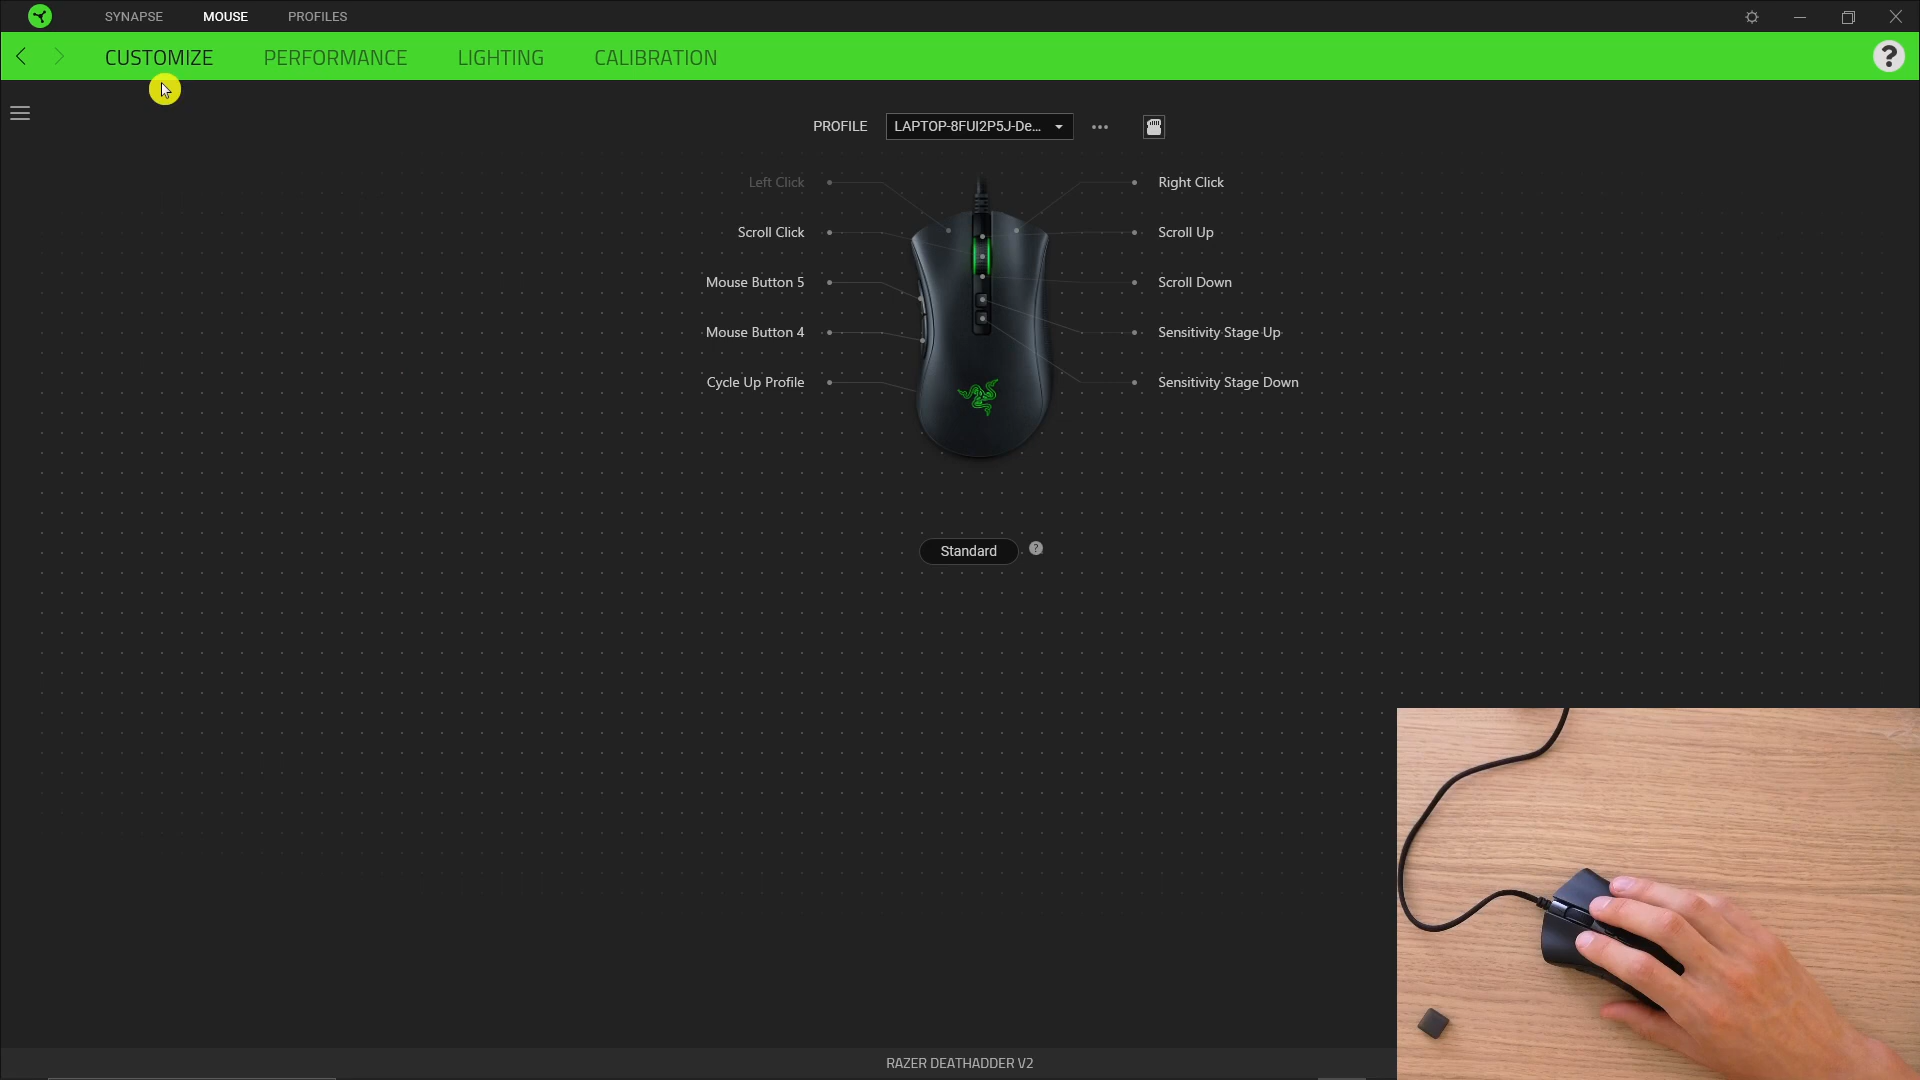 SYNAPSE MOUSE PROFILES
CUSTOMIZE PERFORMANCE LIGHTING CALIBRATION
?
PROFILE LAPTOP-8FUI2P5J-De... •••
Left Click Right Click
Scroll Click Scroll Up
Mouse Button 5 Scroll Down
Mouse Button 4 Sensitivity Stage Up
Cycle Up Profile Sensitivity Stage Down
Standard ?
RAZER DEATHADDER V2